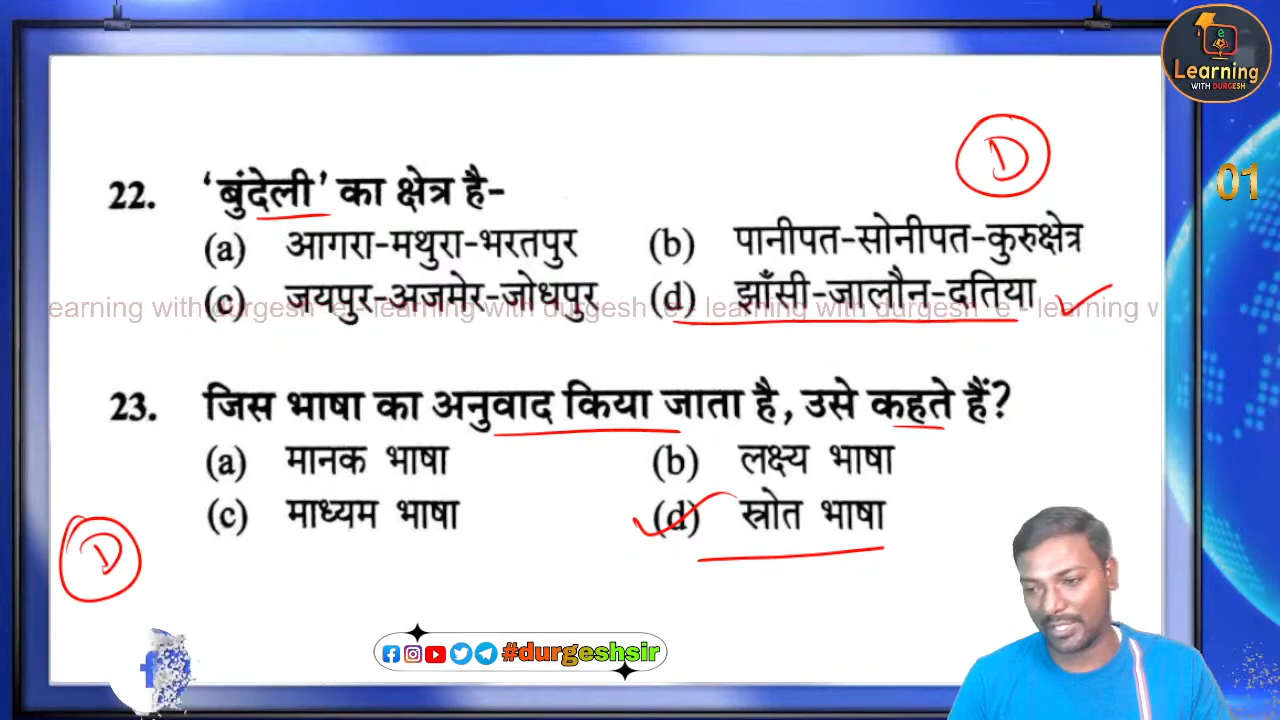 e
Learning
WITH DURGESH
01
D
22. ‘बुंदेली’ का क्षेत्र है-
(a) आगरा-मथुरा-भरतपुर (b) पानीपत-सोनीपत-कुरुक्षेत्र
(c) जयपुर-अजमेर-जोधपुर (d) झाँसी-जालौन-दतिया
earning with durgesh e - learning with durgesh e - learning with durgesh e - learning w
23. जिस भाषा का अनुवाद किया जाता है, उसे कहते हैं?
(a) मानक भाषा (b) लक्ष्य भाषा
(c) माध्यम भाषा (d) स्रोत भाषा
D
#durgeshsir